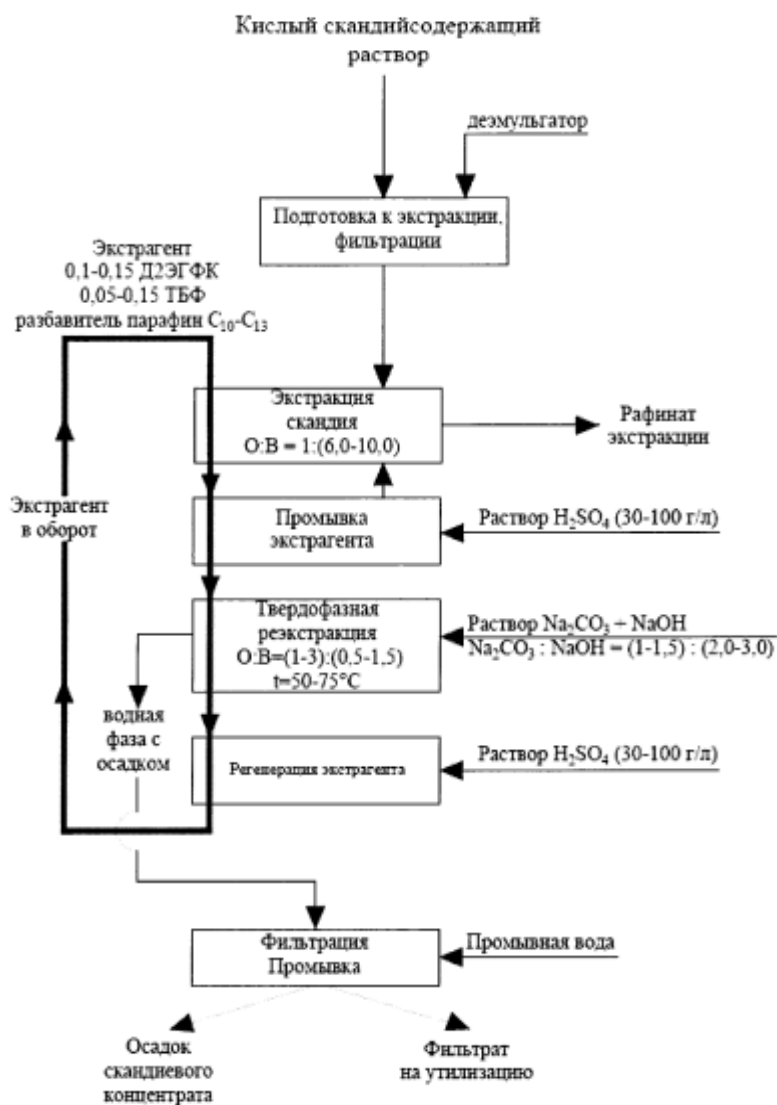 Кислый скандийсодержащий
раствор
деэмульгатор
Подготовка к экстракции,
фильтрации
Экстрагент
0,1-0,15 Д2ЭГФК
0,05-0,15 ТБФ
разбавитель парафин C₁₀-C₁₃
Экстракция
скандия
О:В = 1:(6,0-10,0)
Рафинат
экстракции
Экстрагент
в оборот
Промывка
экстрагента
Раствор H₂SO₄ (30-100 г/л)
Твердофазная
реэкстракция
О:В=(1-3):(0,5-1,5)
t=50-75°C
Раствор Na₂CO₃ + NaOH
Na₂CO₃ : NaOH = (1-1,5) : (2,0-3,0)
водная
фаза с
осадком
Регенерация экстрагента
Раствор H₂SO₄ (30-100 г/л)
Фильтрация
Промывка
Промывная вода
Осадок
скандиевого
концентрата
Фильтрат
на утилизацию